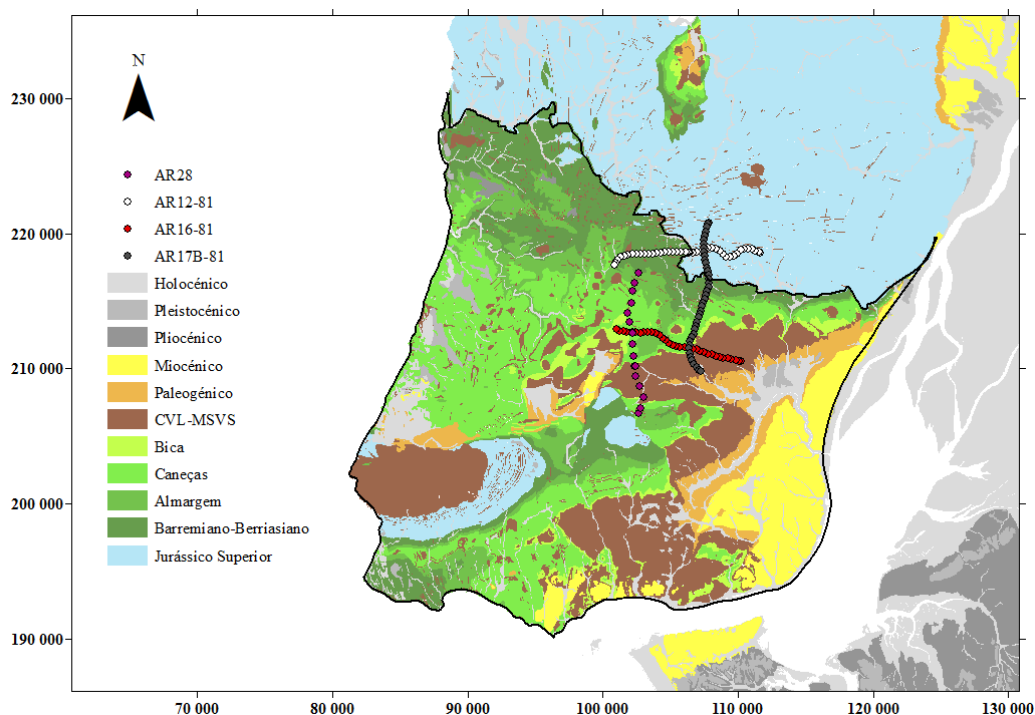 230 000
220 000
210 000
200 000
190 000
N
AR28
AR12-81
AR16-81
AR17B-81
Holocénico
Pleistocénico
Pliocénico
Miocénico
Paleogénico
CVL-MSVS
Bica
Caneças
Almargem
Barremiano-Berriasiano
Jurássico Superior
70 000 80 000 90 000 100 000 110 000 120 000 130 000